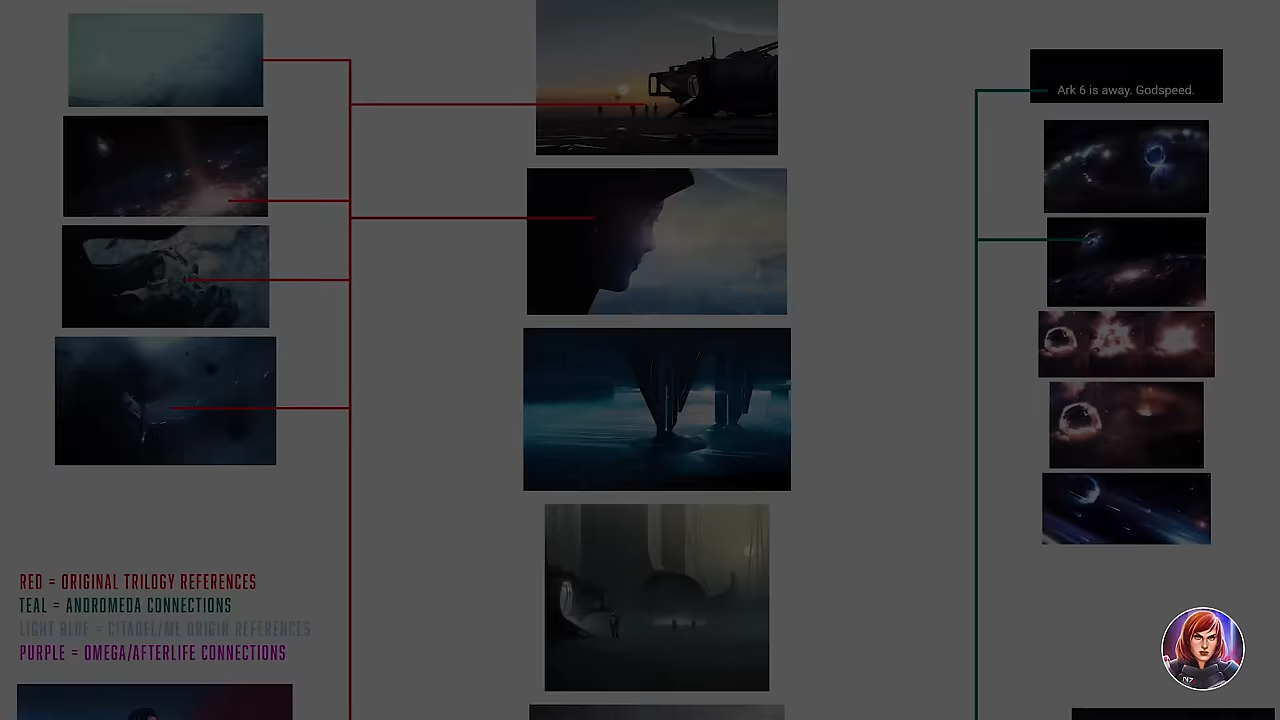 Ark 6 is away. Godspeed.
RED = ORIGINAL TRILOGY REFERENCES
TEAL = ANDROMEDA CONNECTIONS
LIGHT BLUE = CITADEL/ME ORIGIN REFERENCES
PURPLE = OMEGA/AFTERLIFE CONNECTIONS
N7